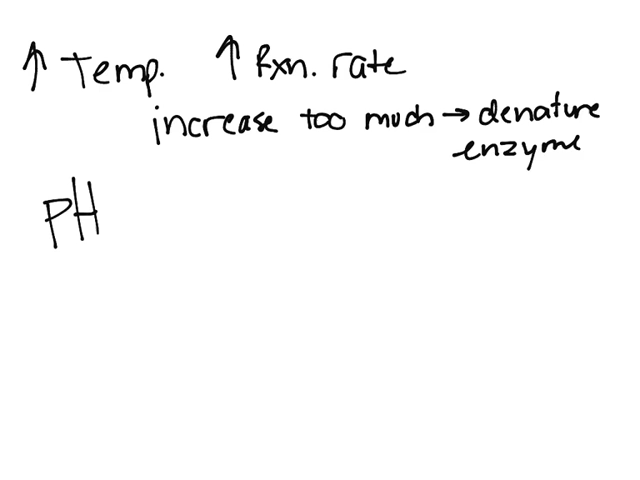 ↑ Temp. ↑ Rxn. rate
increase too much → denature
enzyme
PH